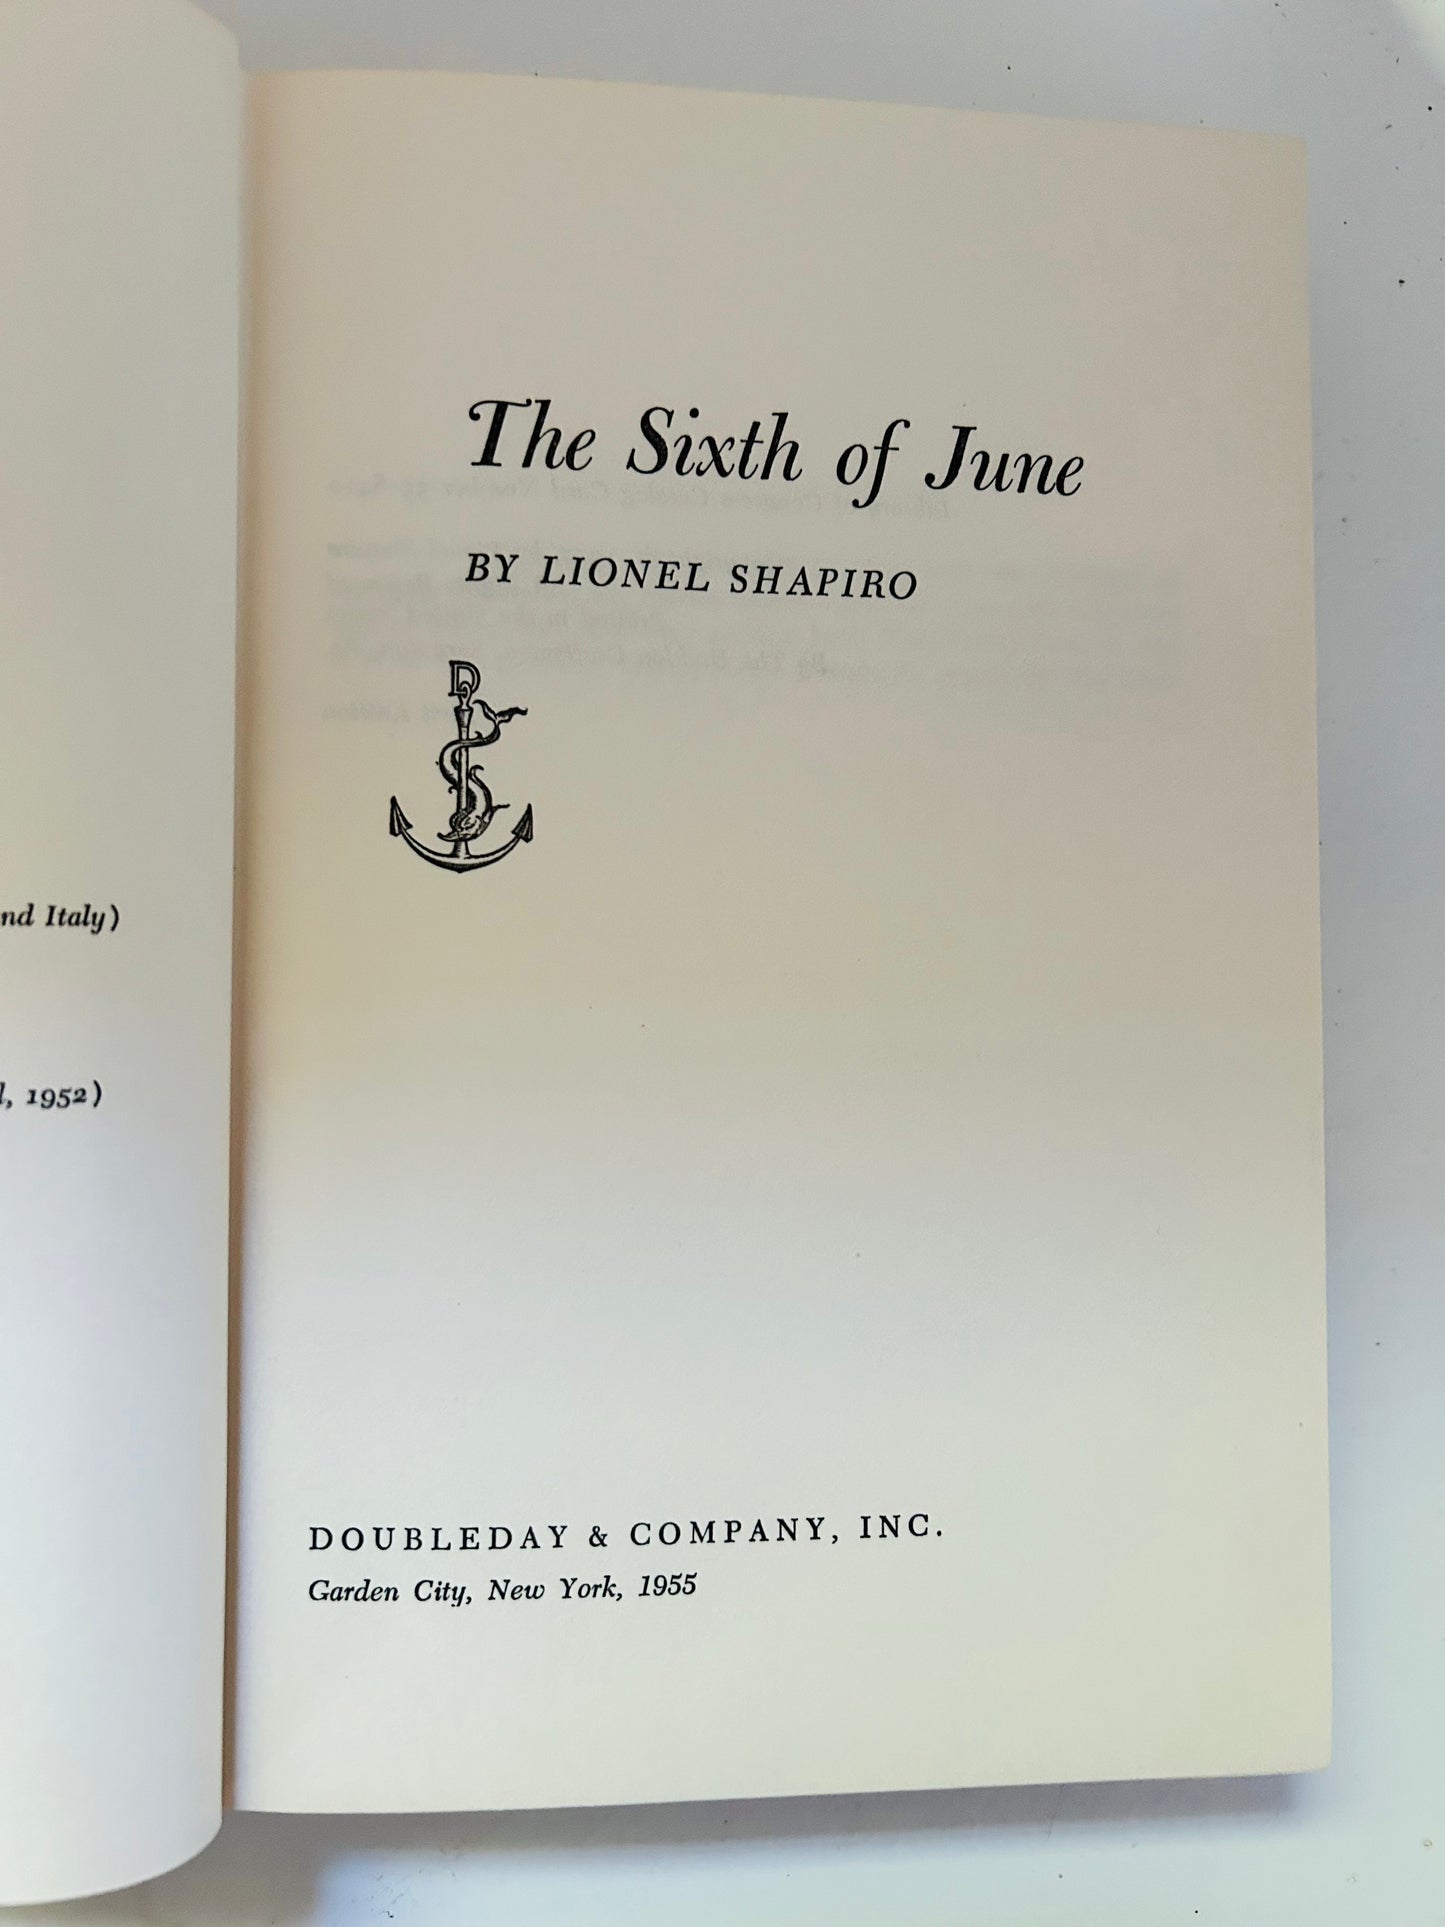 nd Italy)
l, 1952)
The Sixth of June
BY LIONEL SHAPIRO
D
DOUBLEDAY & COMPANY, INC.
Garden City, New York, 1955